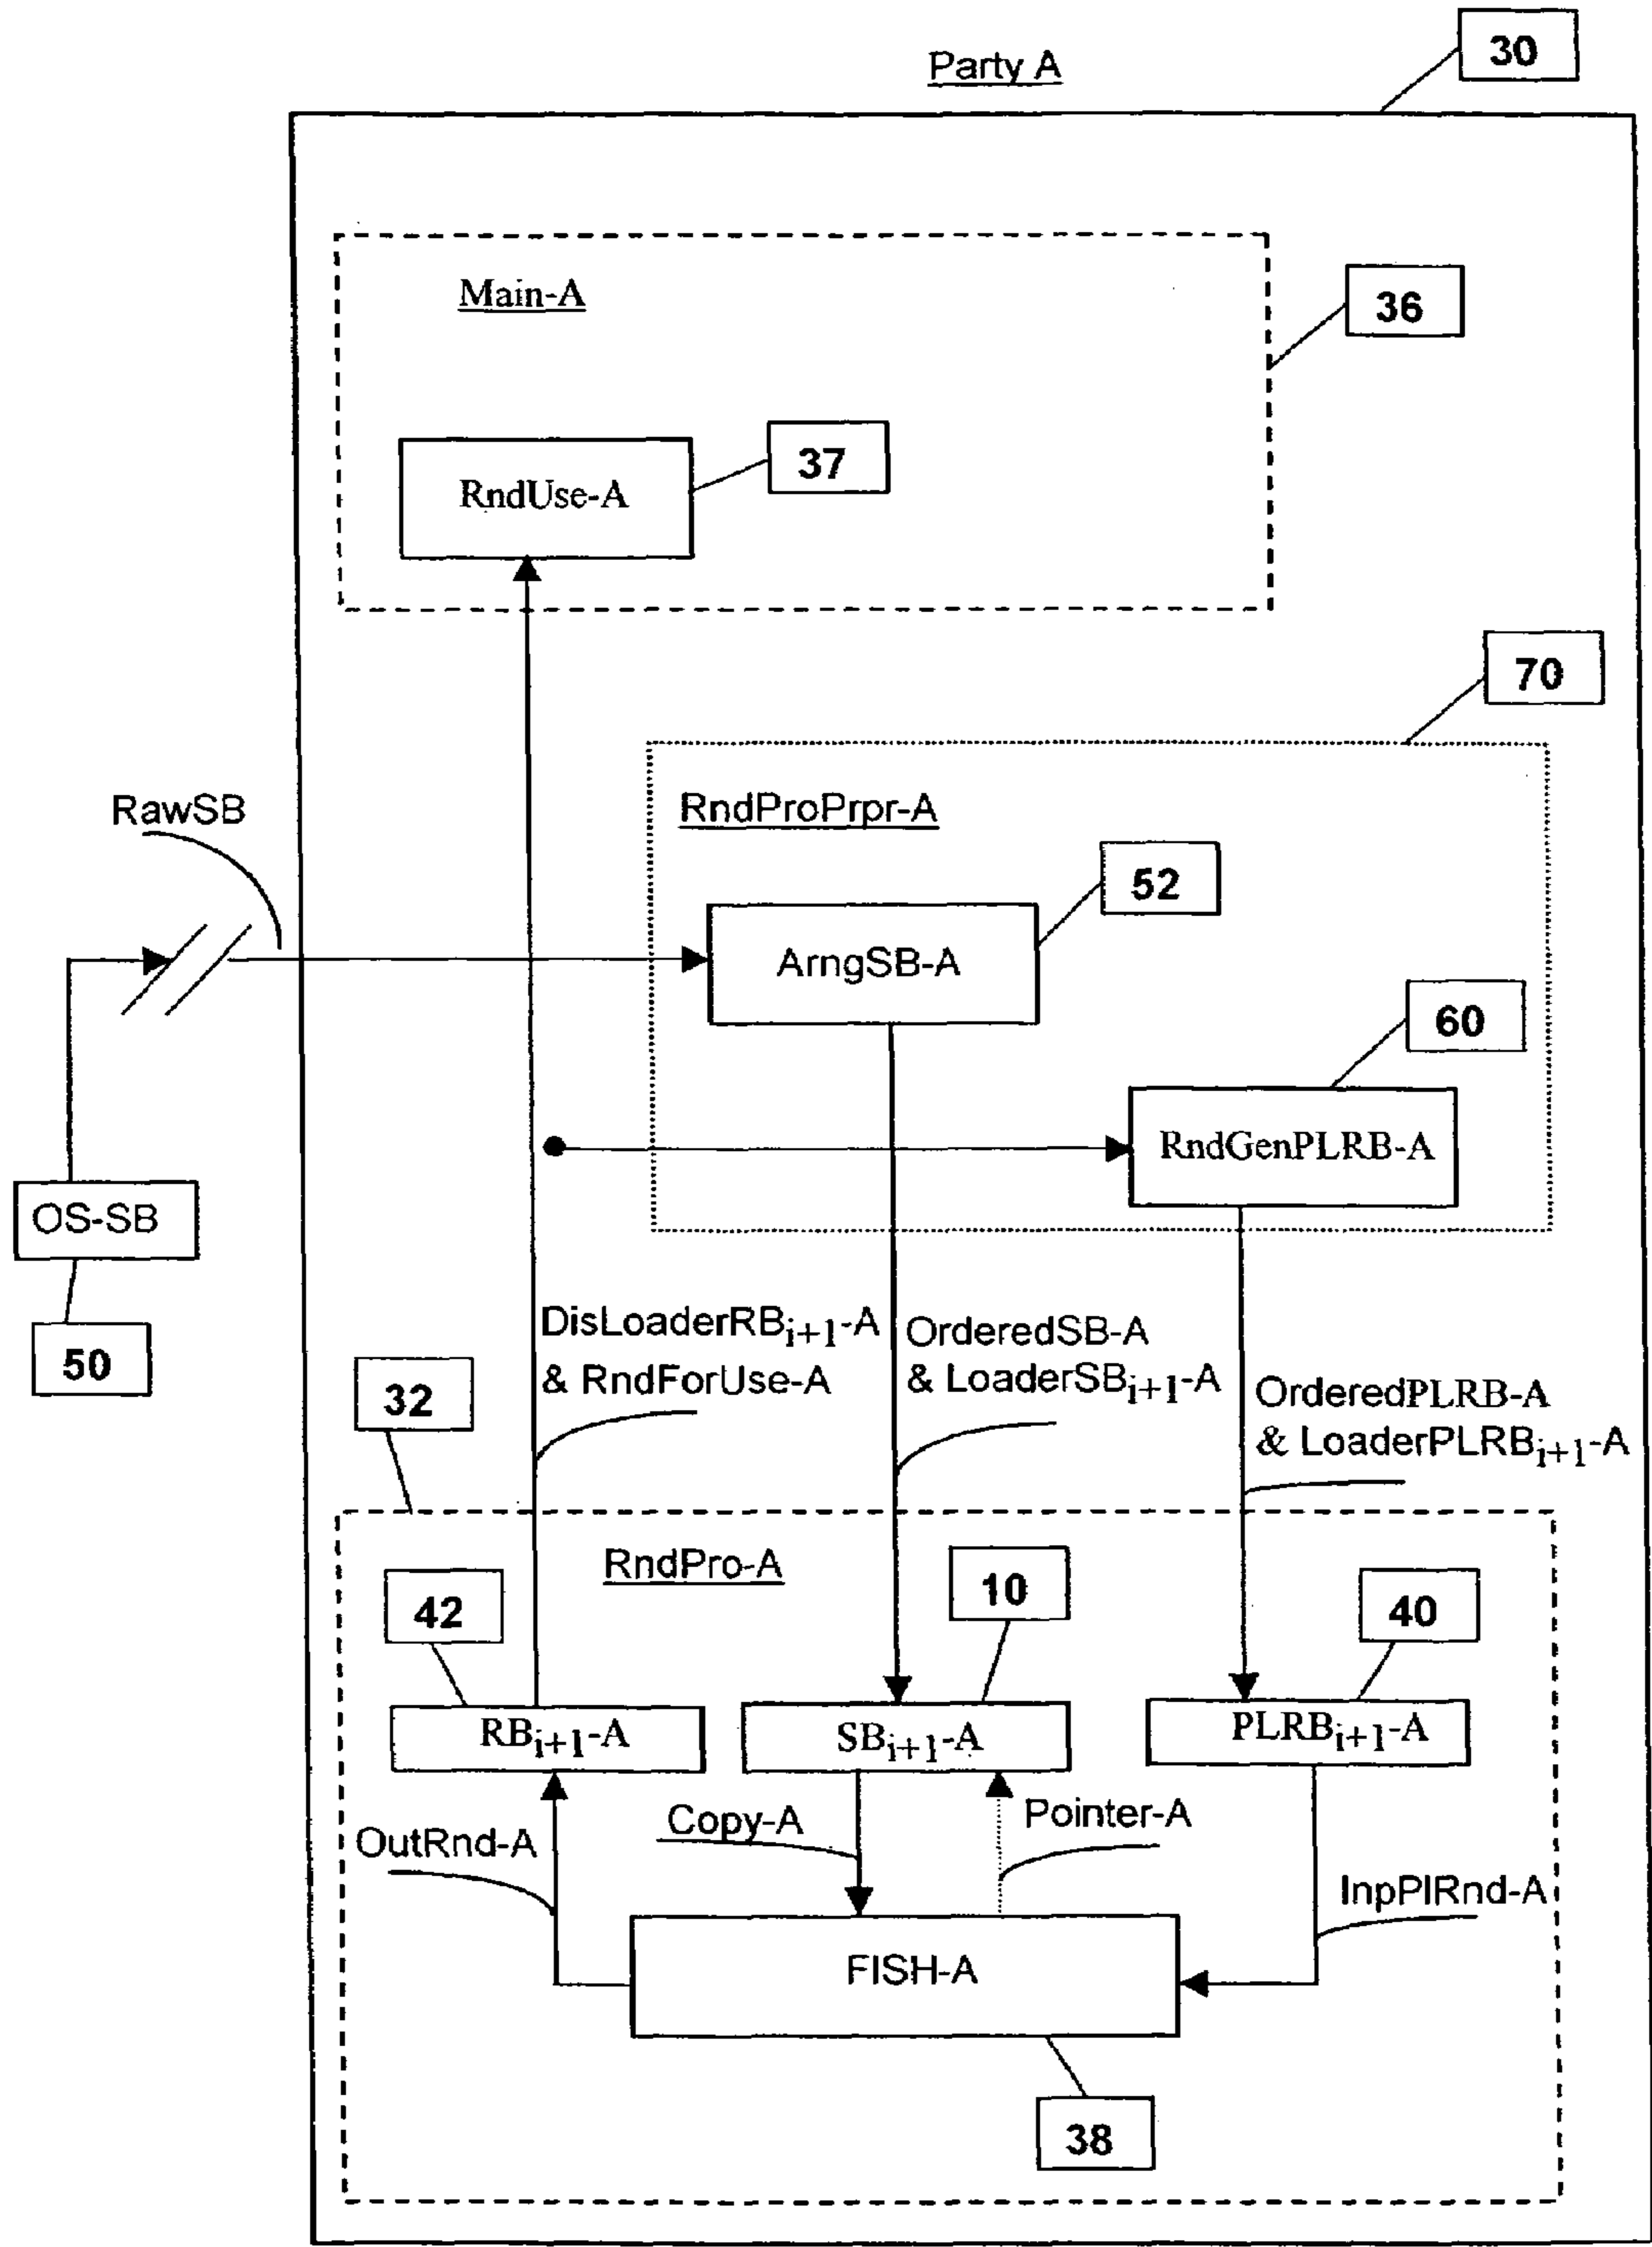 Party A
30
Main-A
36
RndUse-A
37
70
RndProPrpr-A
RawSB
52
ArngSB-A
60
RndGenPLRB-A
OS-SB
50
DisLoaderRBi+1-A
& RndForUse-A
OrderedSB-A
& LoaderSBi+1-A
OrderedPLRB-A
& LoaderPLRBi+1-A
32
RndPro-A
42
10
40
RBi+1-A
SBi+1-A
PLRBi+1-A
OutRnd-A
Copy-A
Pointer-A
InpPlRnd-A
FISH-A
38